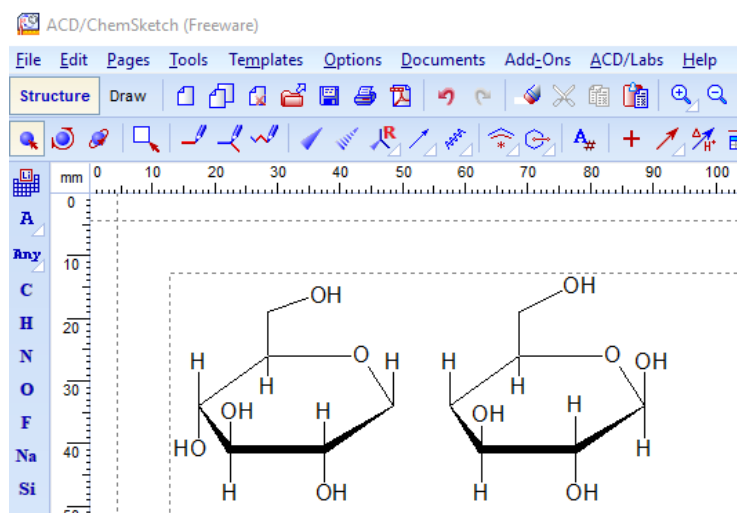 ACD/ChemSketch (Freeware)
File Edit Pages Tools Templates Options Documents Add-Ons ACD/Labs Help
Structure Draw
R A# + Δ H+
Li mm 0 10 20 30 40 50 60 70 80 90 100
0
A
Any
10
C
H
20
N
O
30
F
Na
40
Si
OH OH
H O H H O OH
H H
OH H OH H
HO H
H OH H OH